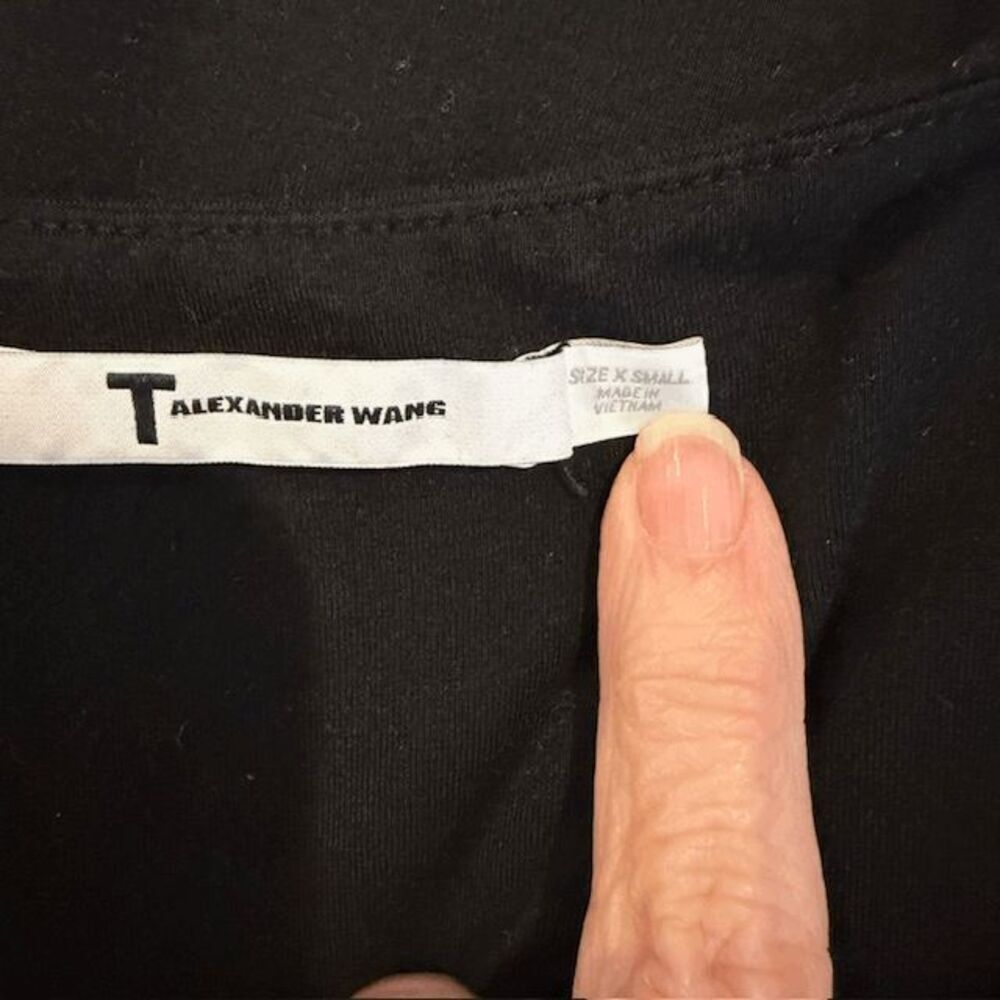 T ALEXANDER WANG
SIZE X SMALL
MADE IN
VIETNAM